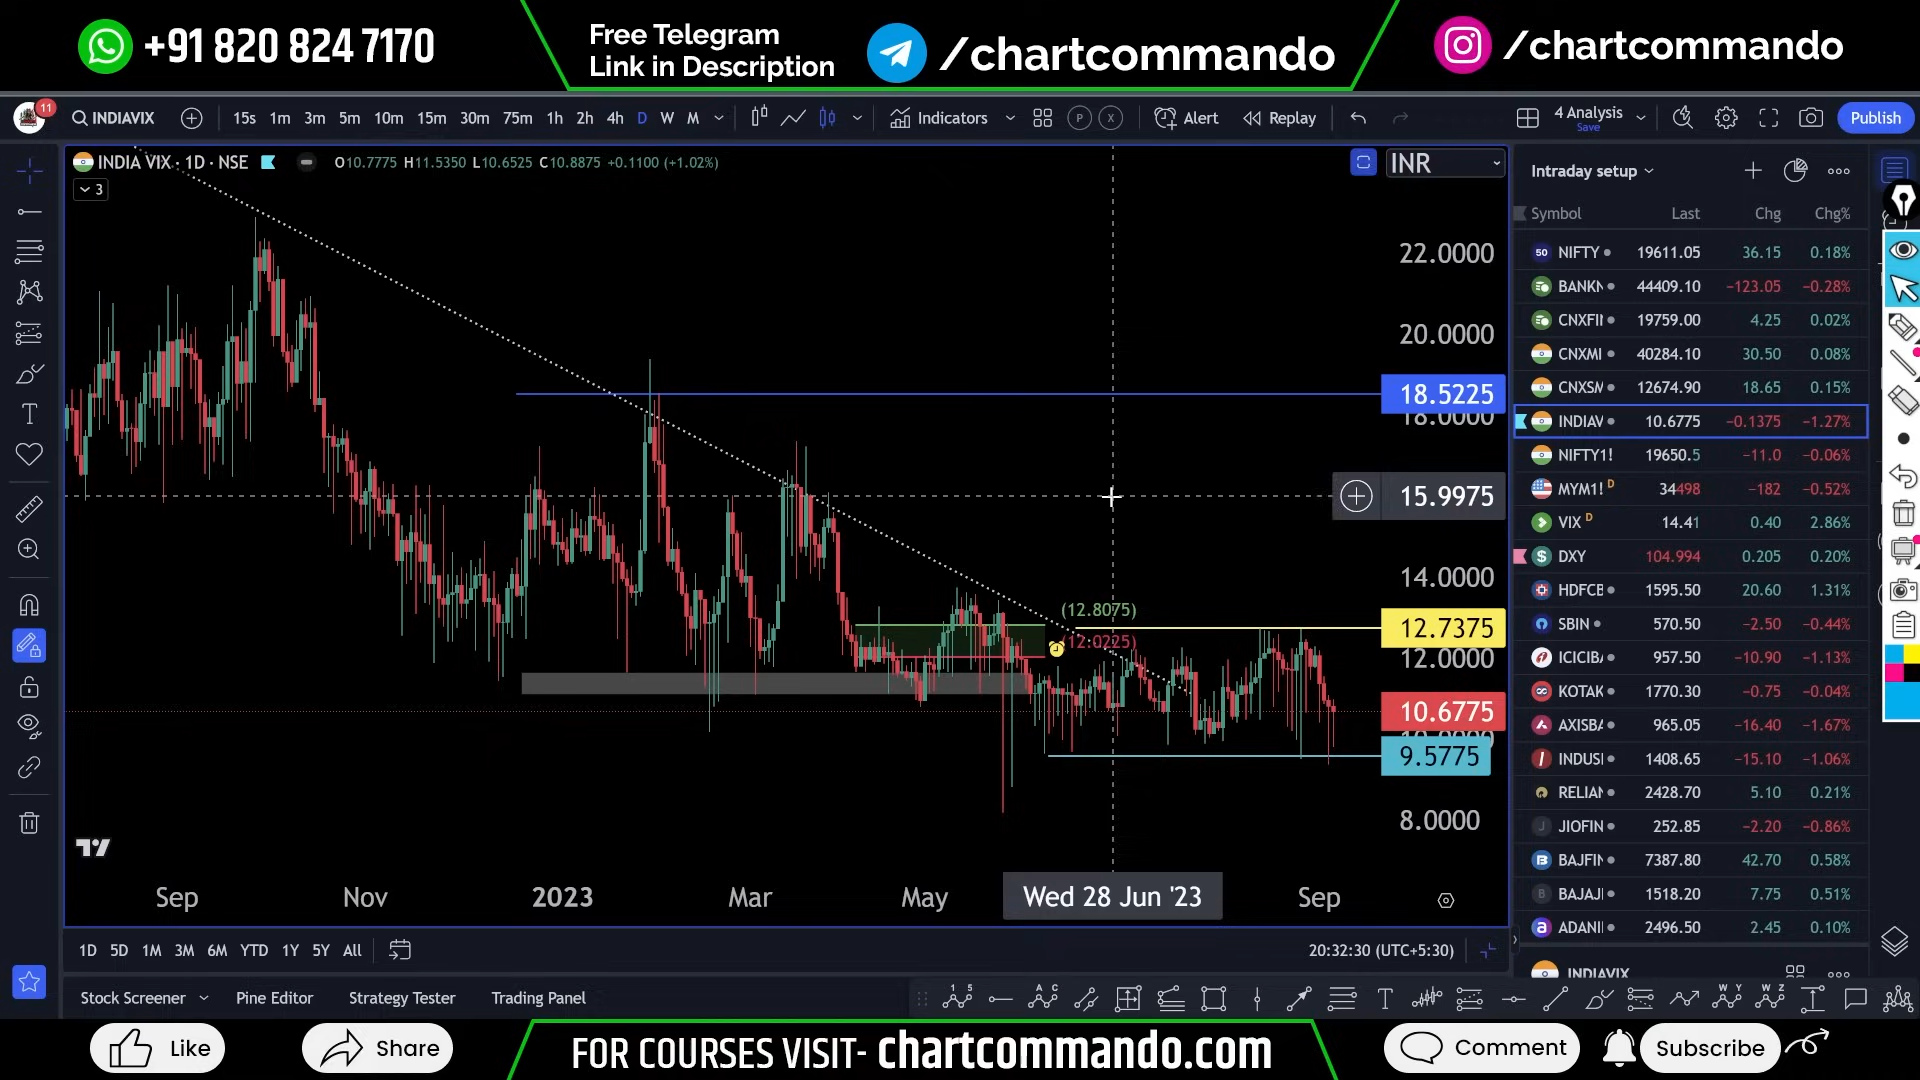 +91 820 824 7170
Free Telegram
Link in Description
/chartcommando
/chartcommando
11
INDIAVIX
15s 1m 3m 5m 10m 15m 30m 75m 1h 2h 4h D W M
Indicators
P
X
Alert
Replay
4 Analysis
Save
Publish
INDIA VIX · 1D · NSE
O10.7775 H11.5350 L10.6525 C10.8875 +0.1100 (+1.02%)
3
INR
22.0000
20.0000
18.5225
18.0000
15.9975
14.0000
(12.8075)
(12.0225)
12.7375
12.0000
10.6775
9.5775
8.0000
Sep Nov 2023 Mar May Wed 28 Jun '23 Sep
1D 5D 1M 3M 6M YTD 1Y 5Y All
20:32:30 (UTC+5:30)
Intraday setup
Symbol Last Chg Chg%
50 NIFTY 19611.05 36.15 0.18%
BANKN 44409.10 −123.05 −0.28%
CNXFII 19759.00 4.25 0.02%
CNXMI 40284.10 30.50 0.08%
CNXSM 12674.90 18.65 0.15%
INDIAV 10.6775 −0.1375 −1.27%
NIFTY1! 19650.5 −11.0 −0.06%
MYM1! D 34498 −182 −0.52%
VIX D 14.41 0.40 2.86%
DXY 104.994 0.205 0.20%
HDFCB 1595.50 20.60 1.31%
SBIN 570.50 −2.50 −0.44%
ICICIB 957.50 −10.90 −1.13%
KOTAK 1770.30 −0.75 −0.04%
AXISBA 965.05 −16.40 −1.67%
INDUSI 1408.65 −15.10 −1.06%
RELIAN 2428.70 5.10 0.21%
JIOFIN 252.85 −2.20 −0.86%
BAJFIN 7387.80 42.70 0.58%
BAJAJI 1518.20 7.75 0.51%
ADANI 2496.50 2.45 0.10%
INDIAVIX
Stock Screener Pine Editor Strategy Tester Trading Panel
Like
Share
FOR COURSES VISIT- chartcommando.com
Comment
Subscribe